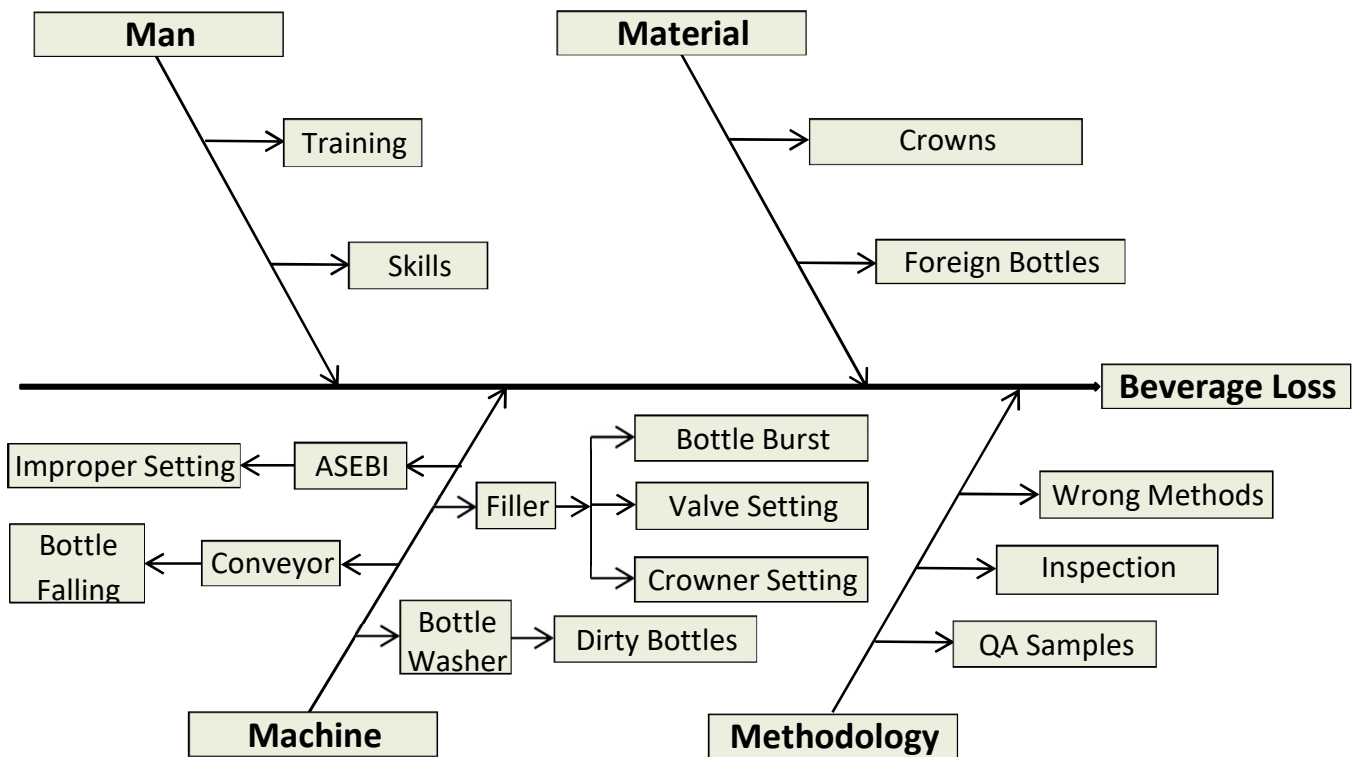 Man
Material
Training
Crowns
Skills
Foreign Bottles
Beverage Loss
Bottle Burst
Improper Setting
ASEBI
Filler
Valve Setting
Wrong Methods
Bottle
Falling
Conveyor
Crowner Setting
Inspection
Bottle
Washer
Dirty Bottles
QA Samples
Machine
Methodology